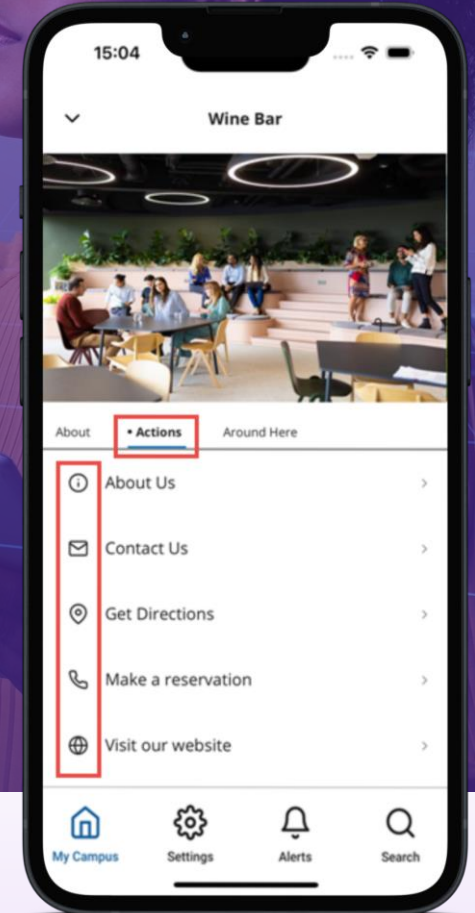 15:04
Wine Bar
About • Actions Around Here
About Us
Contact Us
Get Directions
Make a reservation
Visit our website
My Campus Settings Alerts Search